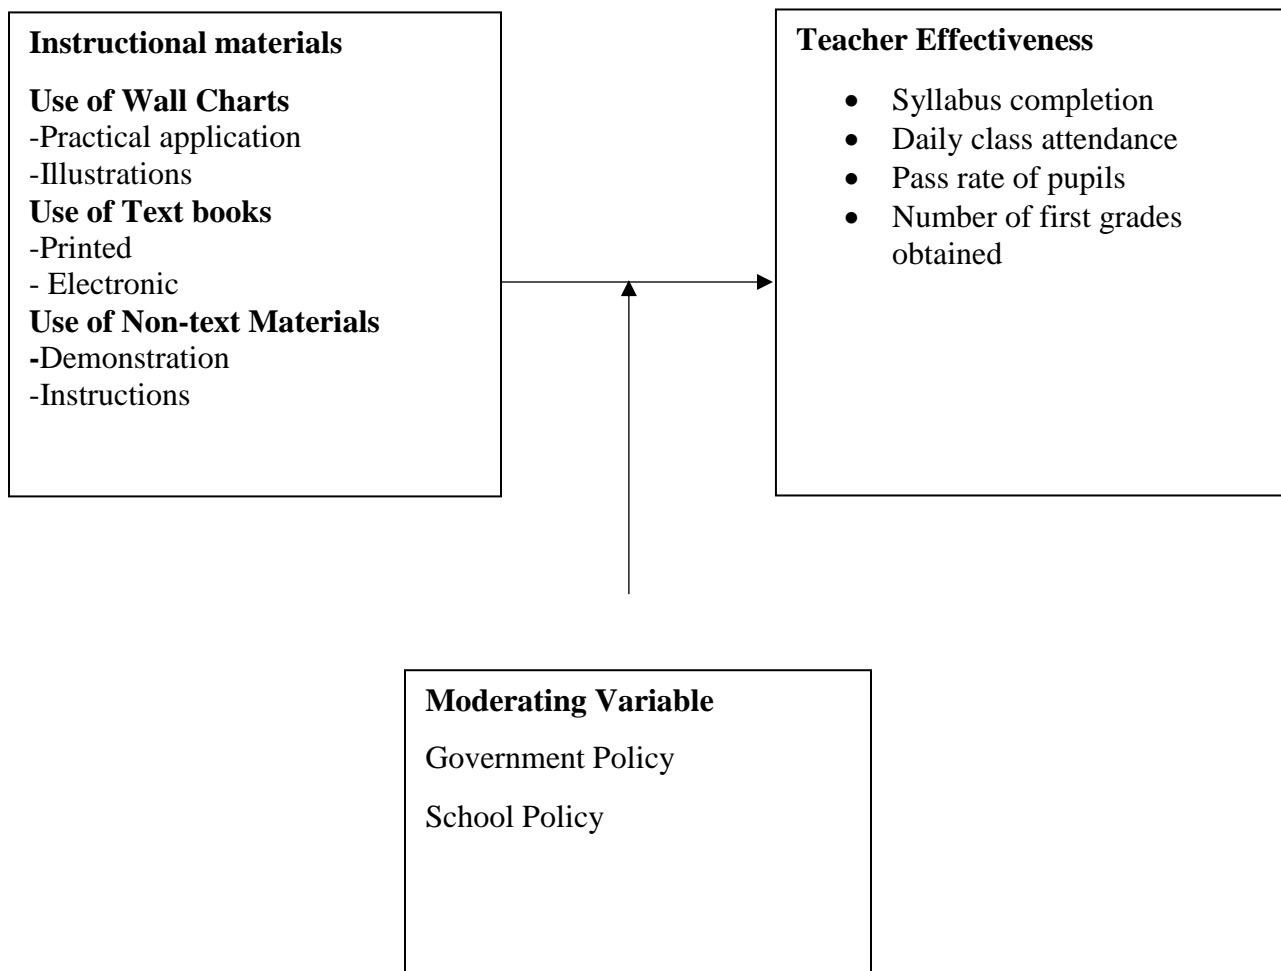 Instructional materials
Use of Wall Charts
-Practical application
-Illustrations
Use of Text books
-Printed
- Electronic
Use of Non-text Materials
-Demonstration
-Instructions
Teacher Effectiveness
• Syllabus completion
• Daily class attendance
• Pass rate of pupils
• Number of first grades
obtained
Moderating Variable
Government Policy
School Policy